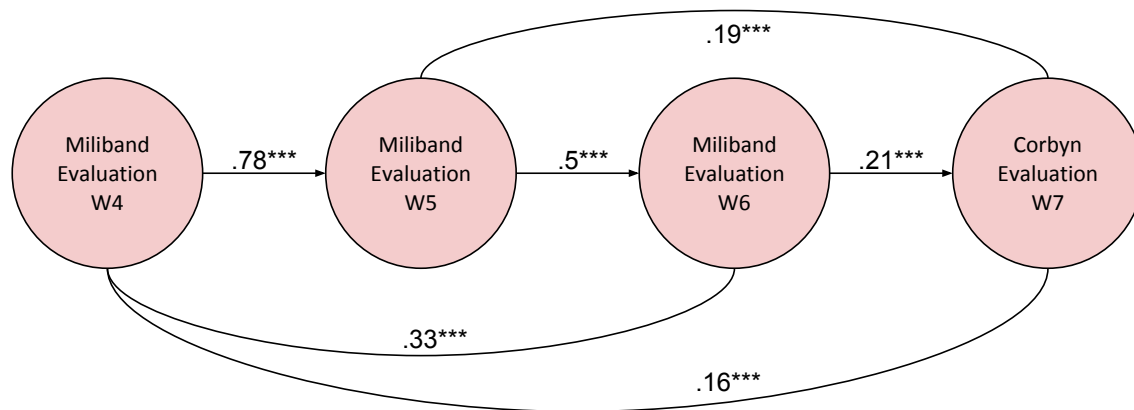 .19***
Miliband
Evaluation
W4
.78***
Miliband
Evaluation
W5
.5***
Miliband
Evaluation
W6
.21***
Corbyn
Evaluation
W7
.33***
.16***